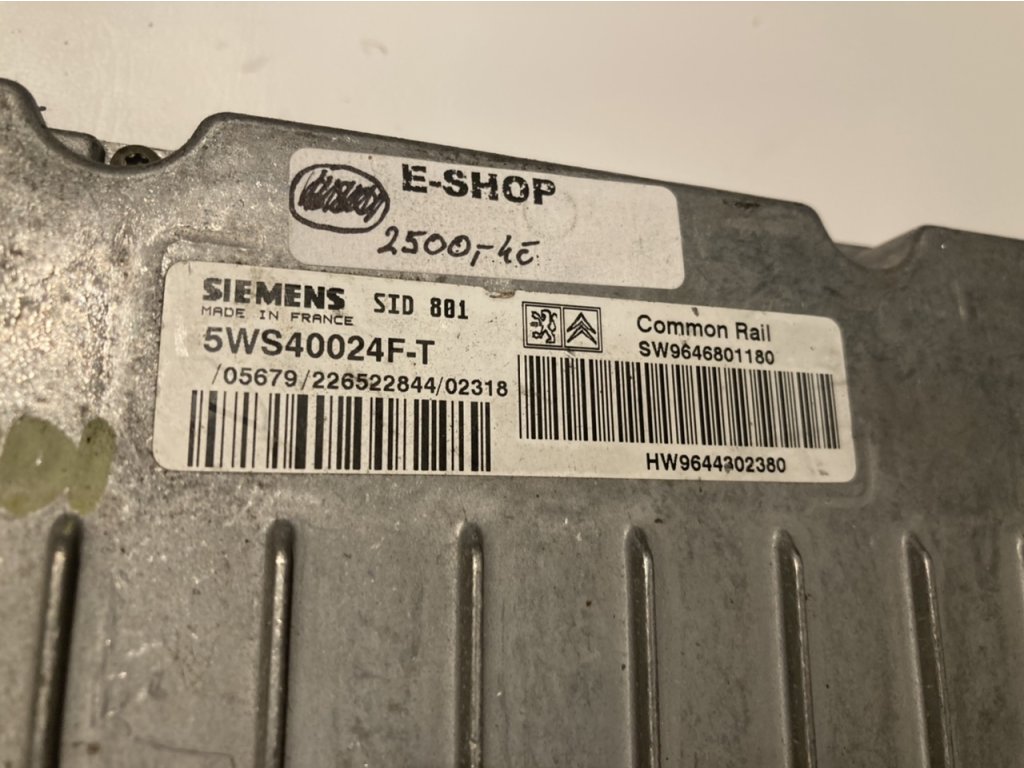 E-SHOP
2500,-Kč
SIEMENS SID 801
MADE IN FRANCE
5WS40024F-T
/05679/226522844/02318
Common Rail
SW9646801180
HW9644302380